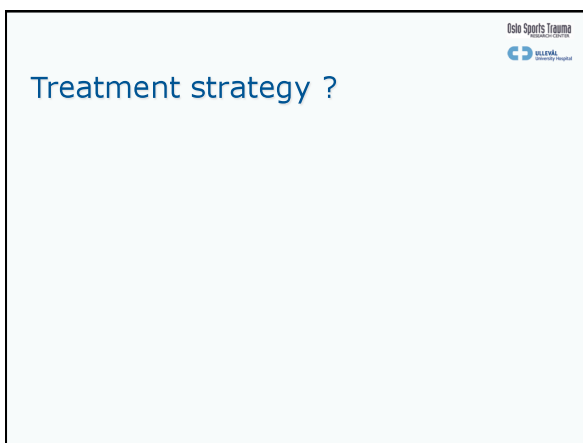 Oslo Sports Trauma
RESEARCH CENTER
ULLEVÅL
University Hospital
Treatment strategy ?